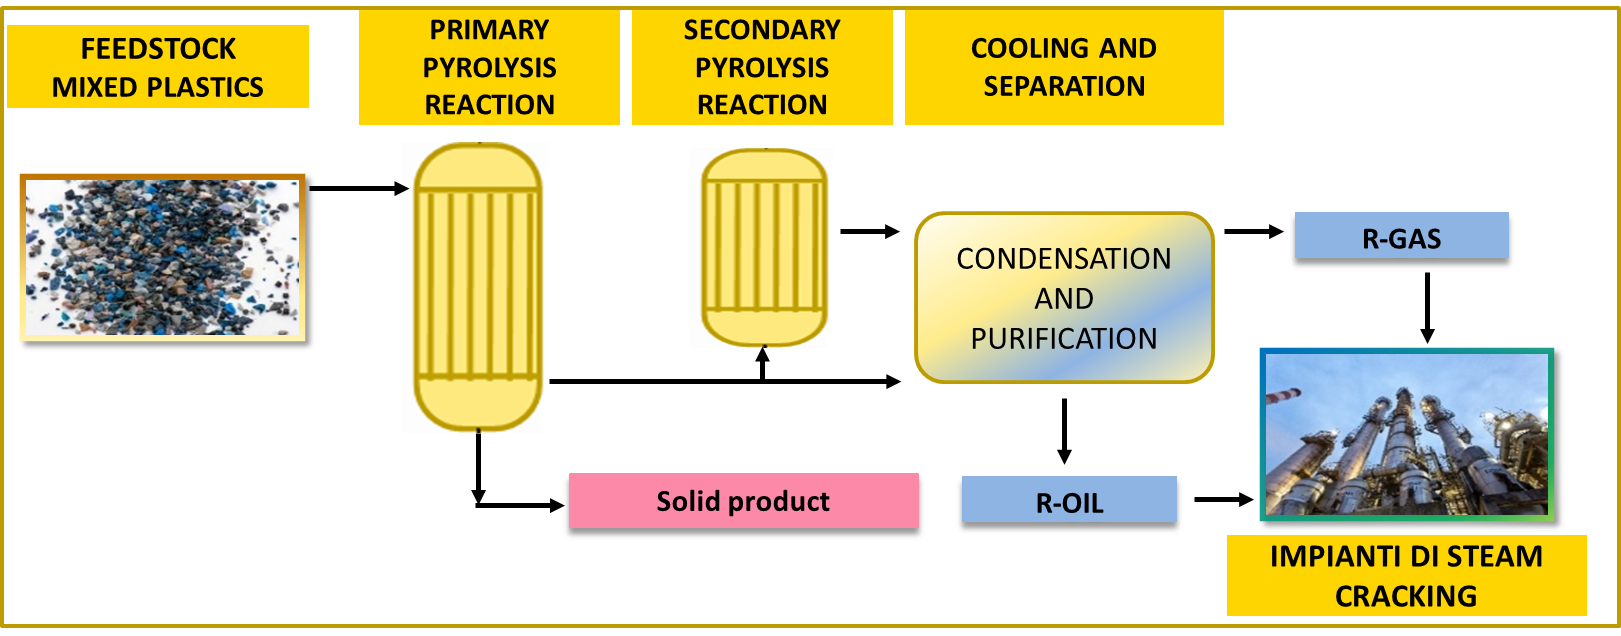 FEEDSTOCK
MIXED PLASTICS
PRIMARY
PYROLYSIS
REACTION
SECONDARY
PYROLYSIS
REACTION
COOLING AND
SEPARATION
CONDENSATION
AND
PURIFICATION
R-GAS
Solid product
R-OIL
IMPIANTI DI STEAM
CRACKING